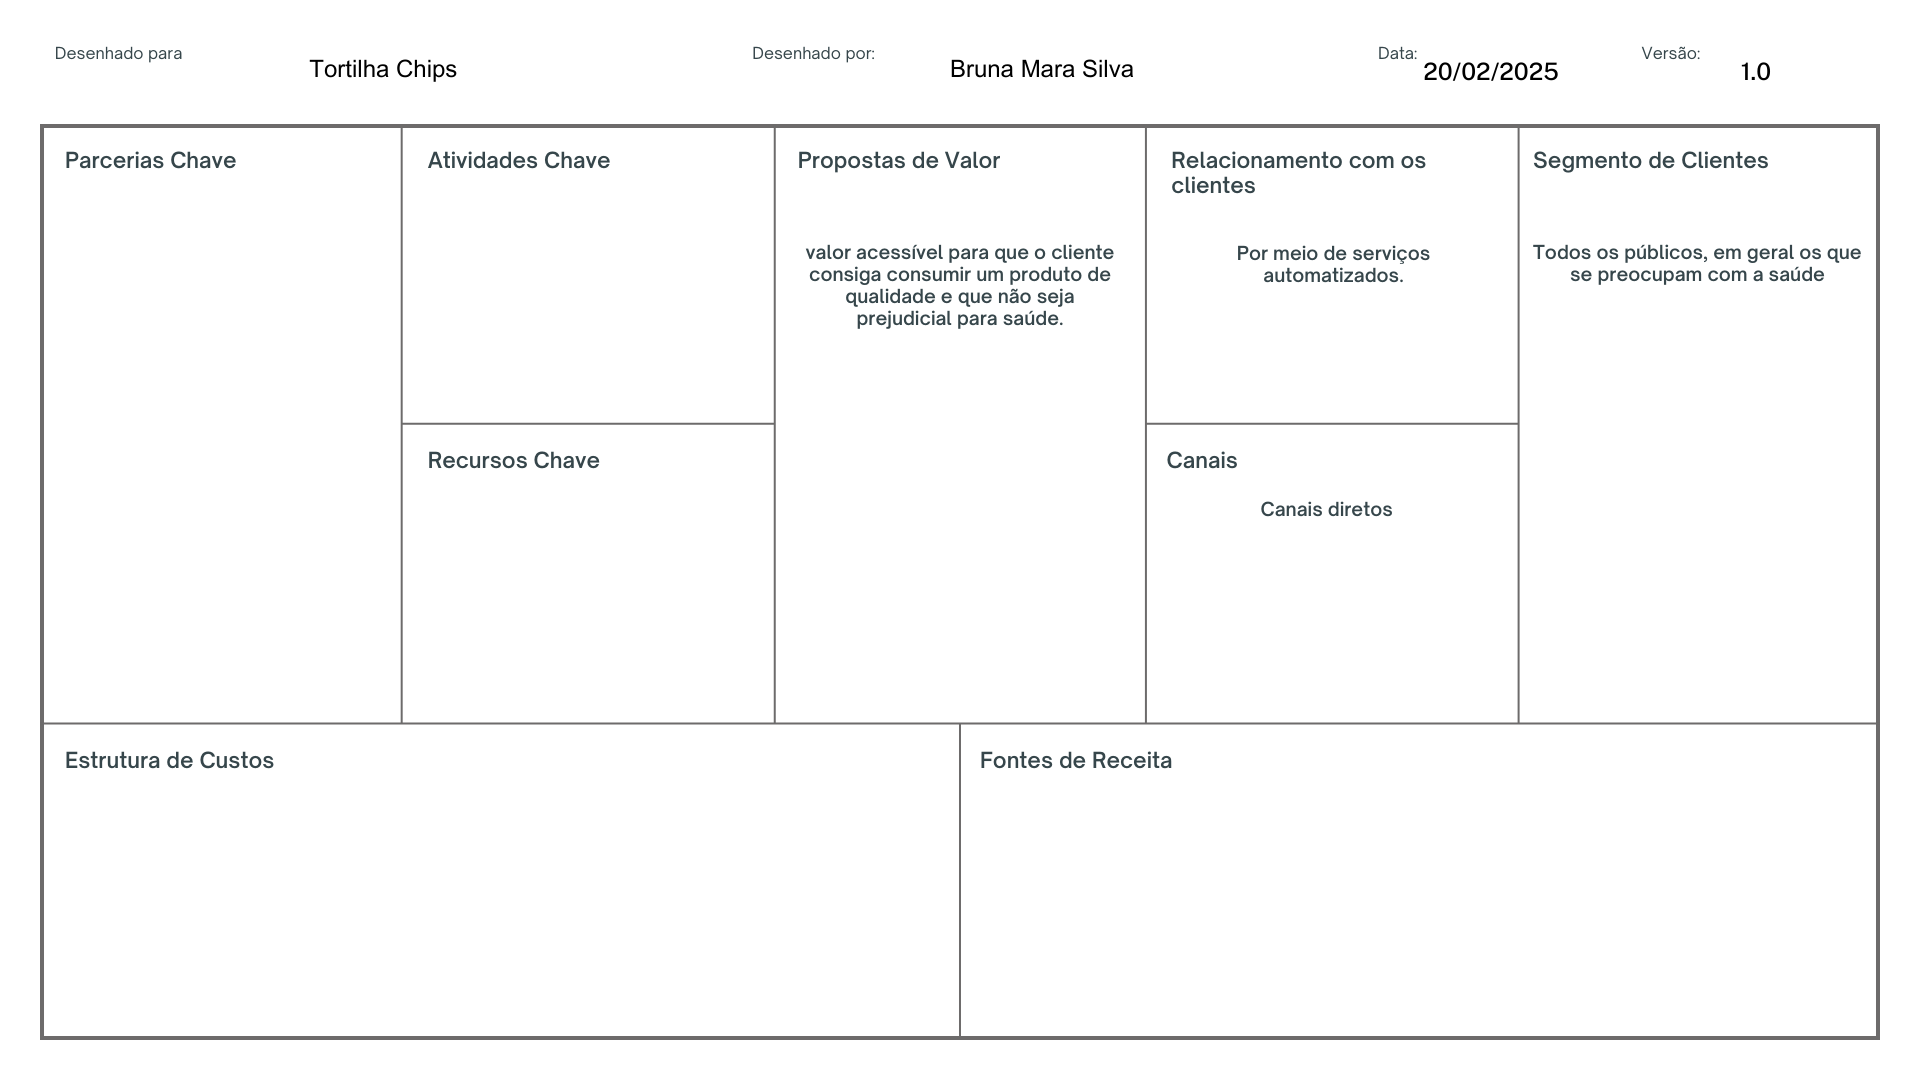 Desenhado para
Tortilha Chips
Desenhado por:
Bruna Mara Silva
Data:
20/02/2025
Versão:
1.0
Parcerias Chave
Atividades Chave
Recursos Chave
Propostas de Valor
valor acessível para que o cliente
consiga consumir um produto de
qualidade e que não seja
prejudicial para saúde.
Relacionamento com os
clientes
Por meio de serviços
automatizados.
Canais
Canais diretos
Segmento de Clientes
Todos os públicos, em geral os que
se preocupam com a saúde
Estrutura de Custos
Fontes de Receita